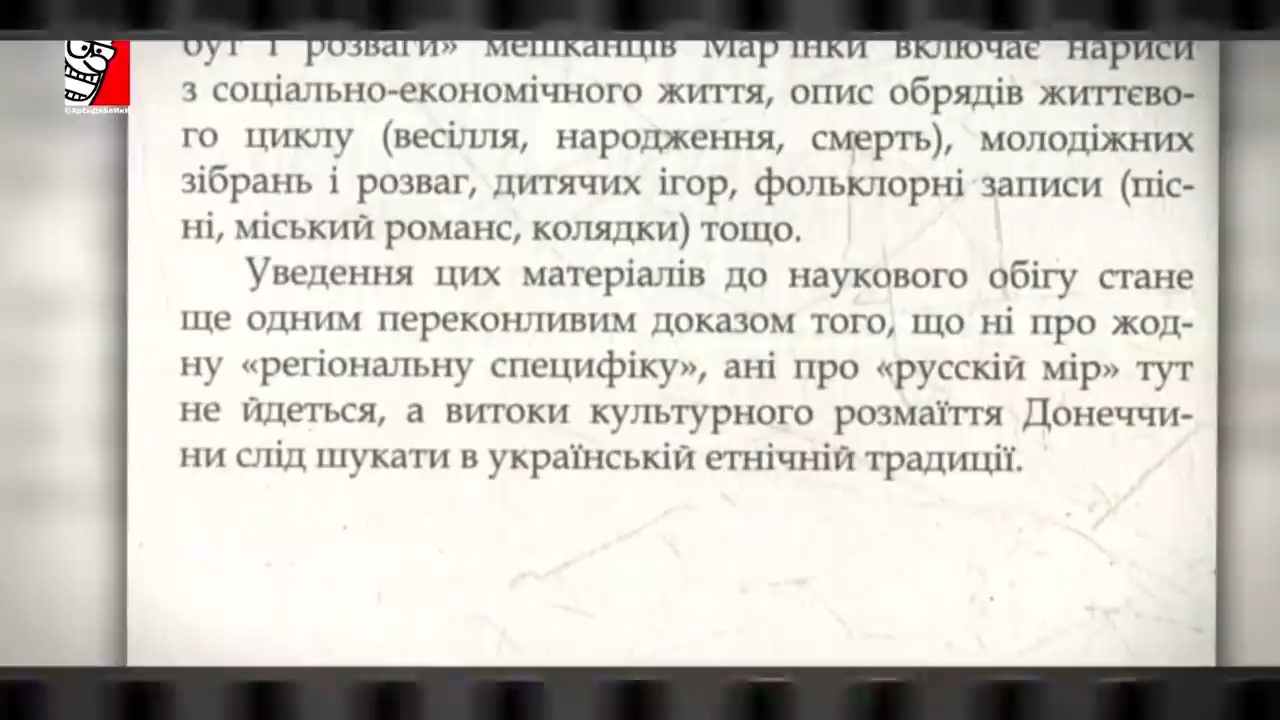 бут і розваги» мешканців Мар'їнки включає нариси
з соціально-економічного життя, опис обрядів життєво-
го циклу (весілля, народження, смерть), молодіжних
зібрань і розваг, дитячих ігор, фольклорні записи (піс-
ні, міський романс, колядки) тощо.
Уведення цих матеріалів до наукового обігу стане
ще одним переконливим доказом того, що ні про жод-
ну «регіональну специфіку», ані про «русскій мір» тут
не йдеться, а витоки культурного розмаїття Донеччи-
ни слід шукати в українській етнічній традиції.